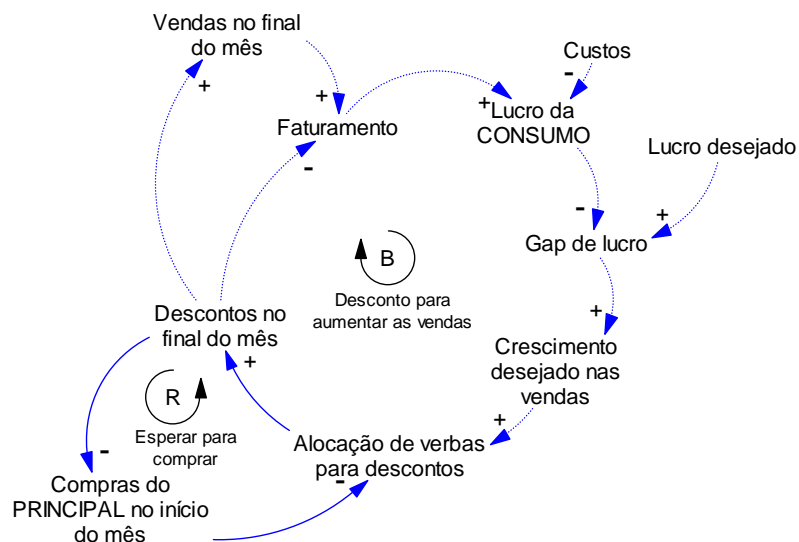 Vendas no final
do mês
+
+
Faturamento
-
Custos
-
+
Lucro da
CONSUMO
Lucro desejado
-
+
Gap de lucro
B
Desconto para
aumentar as vendas
+
Crescimento
desejado nas
vendas
Descontos no
final do mês
+
R
Esperar para
comprar
+
Alocação de verbas
para descontos
-
-
Compras do
PRINCIPAL no início
do mês